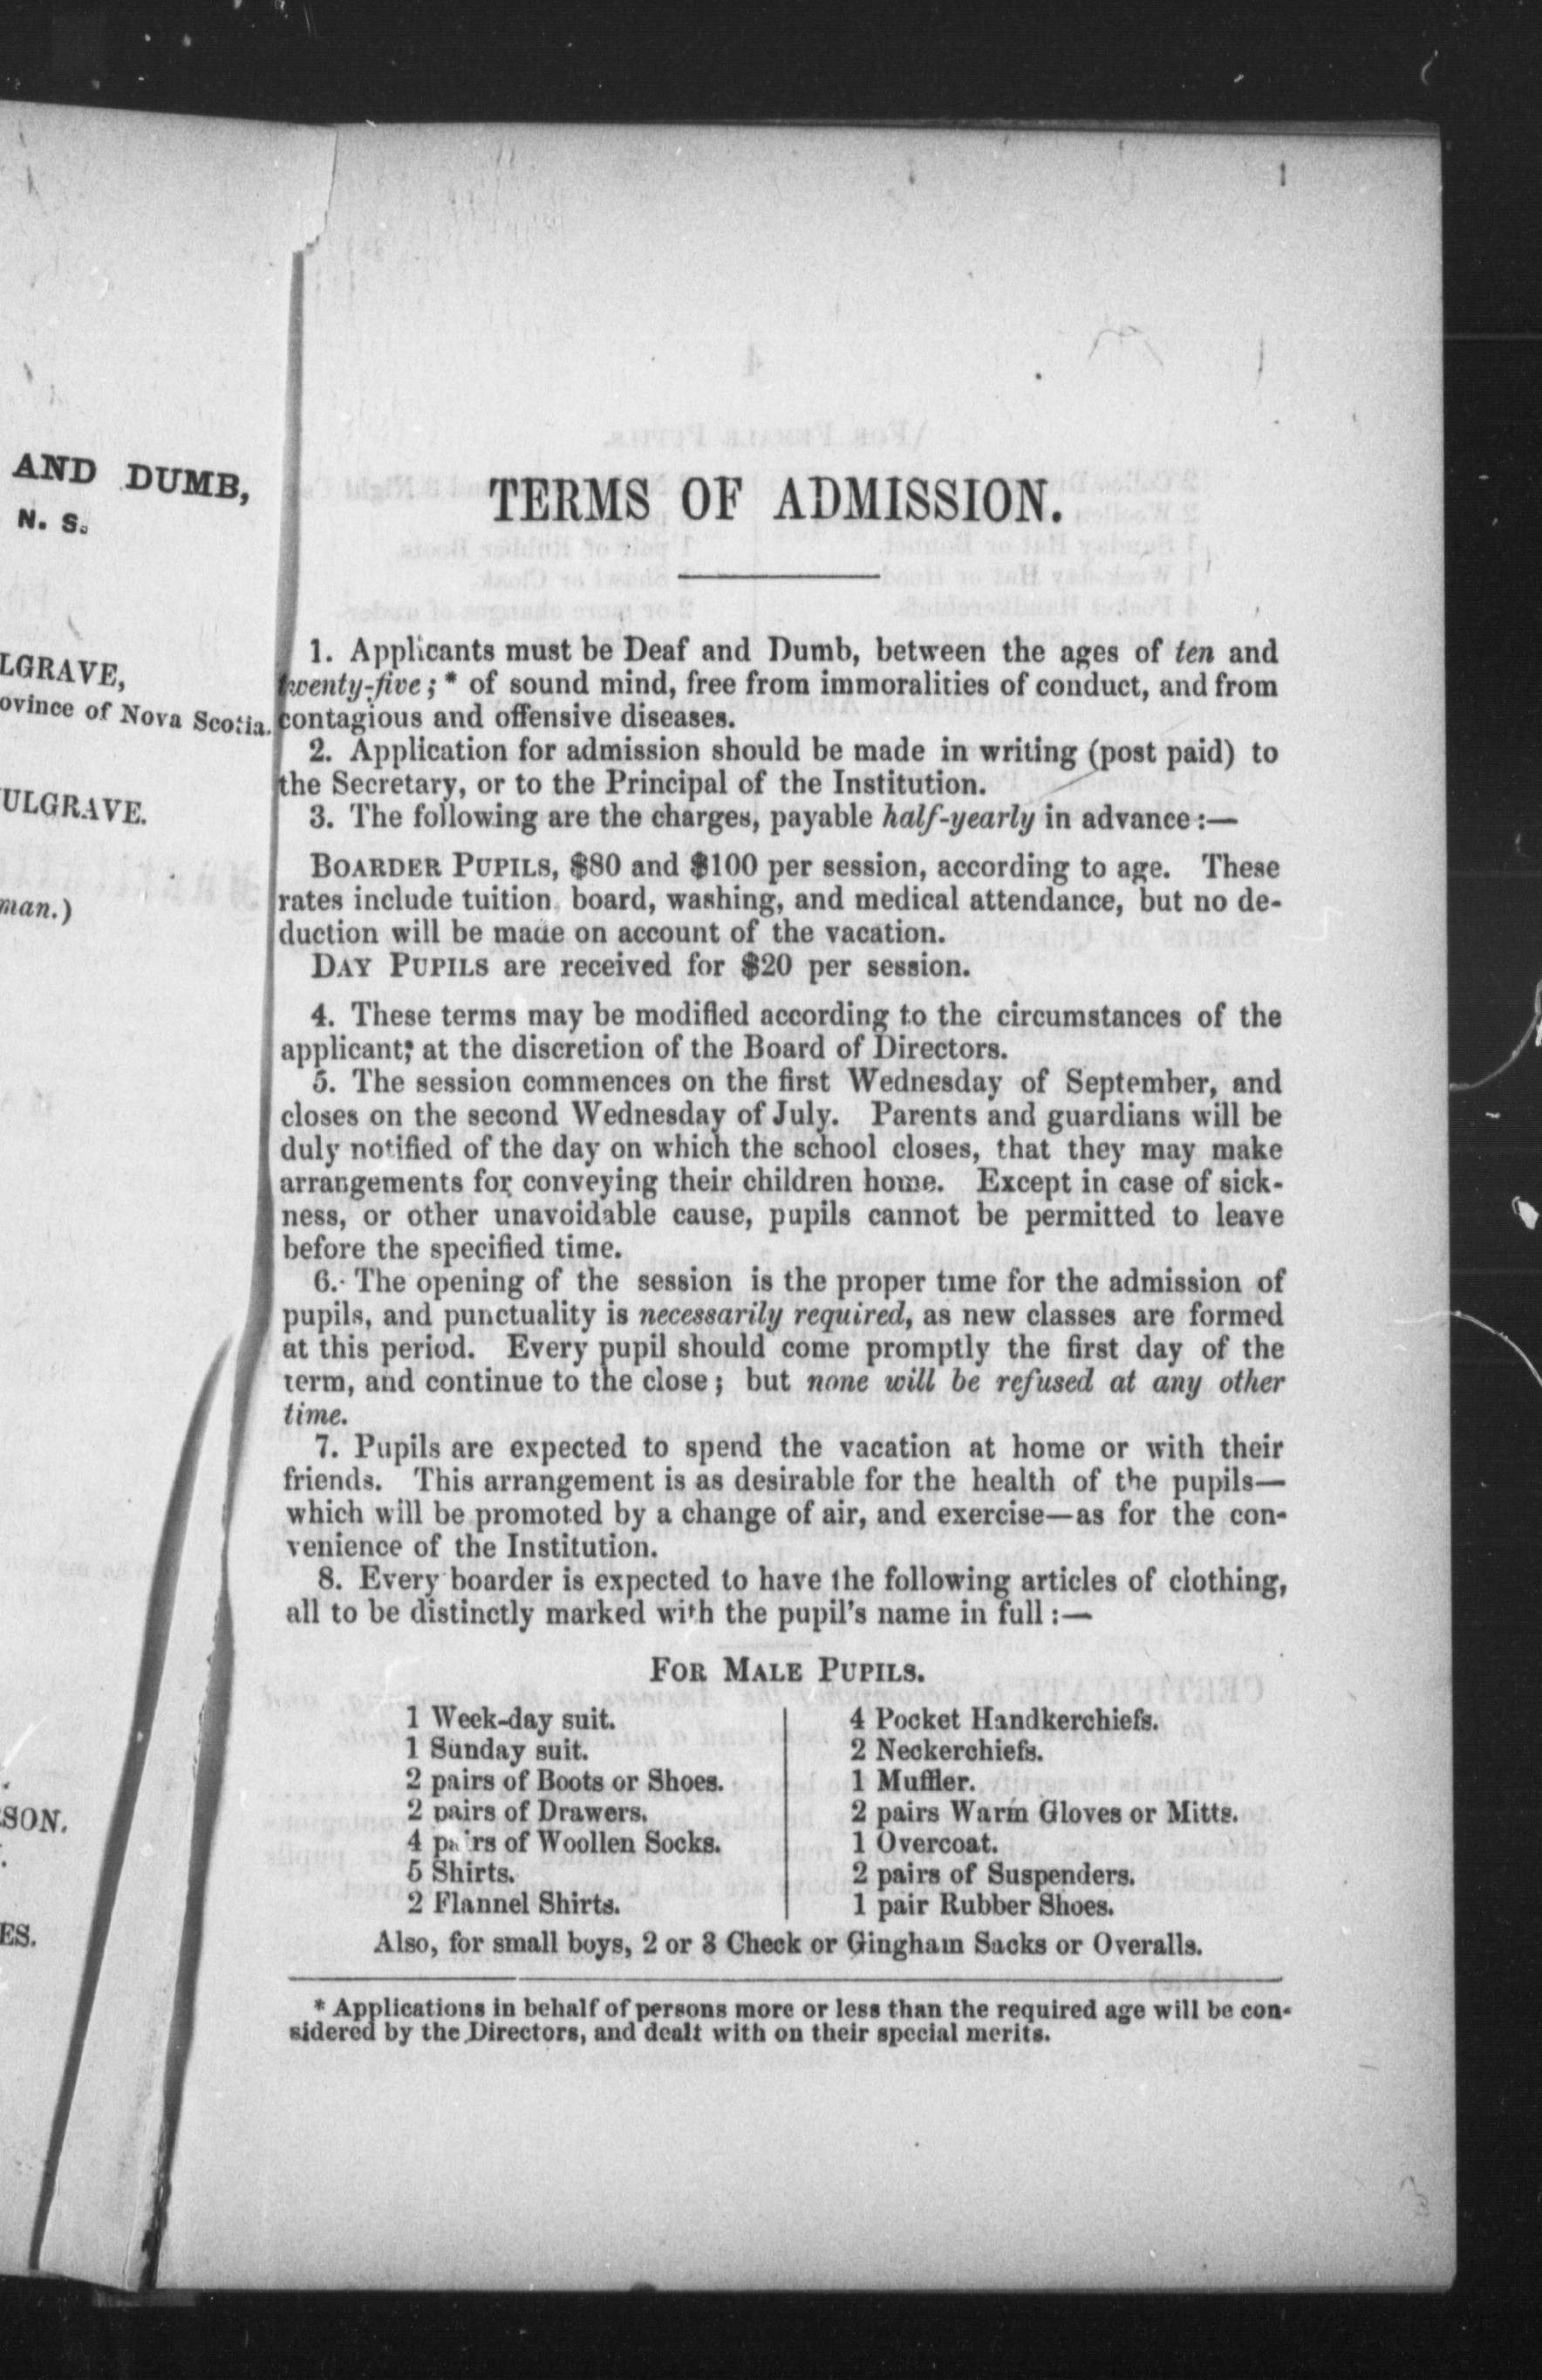 AND DUMB,
N. S.
LGRAVE,
ovince of Nova Scotia.
ULGRAVE.
man.)
SON.
ES.
TERMS OF ADMISSION.
1. Applicants must be Deaf and Dumb, between the ages of ten and
twenty-five;* of sound mind, free from immoralities of conduct, and from
contagious and offensive diseases.
2. Application for admission should be made in writing (post paid) to
the Secretary, or to the Principal of the Institution.
3. The following are the charges, payable half-yearly in advance:—
BOARDER PUPILS, $80 and $100 per session, according to age. These
rates include tuition, board, washing, and medical attendance, but no de-
duction will be made on account of the vacation.
DAY PUPILS are received for $20 per session.
4. These terms may be modified according to the circumstances of the
applicant; at the discretion of the Board of Directors.
5. The session commences on the first Wednesday of September, and
closes on the second Wednesday of July. Parents and guardians will be
duly notified of the day on which the school closes, that they may make
arrangements for conveying their children home. Except in case of sick-
ness, or other unavoidable cause, pupils cannot be permitted to leave
before the specified time.
6. The opening of the session is the proper time for the admission of
pupils, and punctuality is necessarily required, as new classes are formed
at this period. Every pupil should come promptly the first day of the
term, and continue to the close; but none will be refused at any other
time.
7. Pupils are expected to spend the vacation at home or with their
friends. This arrangement is as desirable for the health of the pupils—
which will be promoted by a change of air, and exercise—as for the con-
venience of the Institution.
8. Every boarder is expected to have the following articles of clothing,
all to be distinctly marked with the pupil's name in full:—
FOR MALE PUPILS.
1 Week-day suit.
1 Sunday suit.
2 pairs of Boots or Shoes.
2 pairs of Drawers.
4 pairs of Woollen Socks.
5 Shirts.
2 Flannel Shirts.
4 Pocket Handkerchiefs.
2 Neckerchiefs.
1 Muffler.
2 pairs Warm Gloves or Mitts.
1 Overcoat.
2 pairs of Suspenders.
1 pair Rubber Shoes.
Also, for small boys, 2 or 3 Check or Gingham Sacks or Overalls.
* Applications in behalf of persons more or less than the required age will be con-
sidered by the Directors, and dealt with on their special merits.